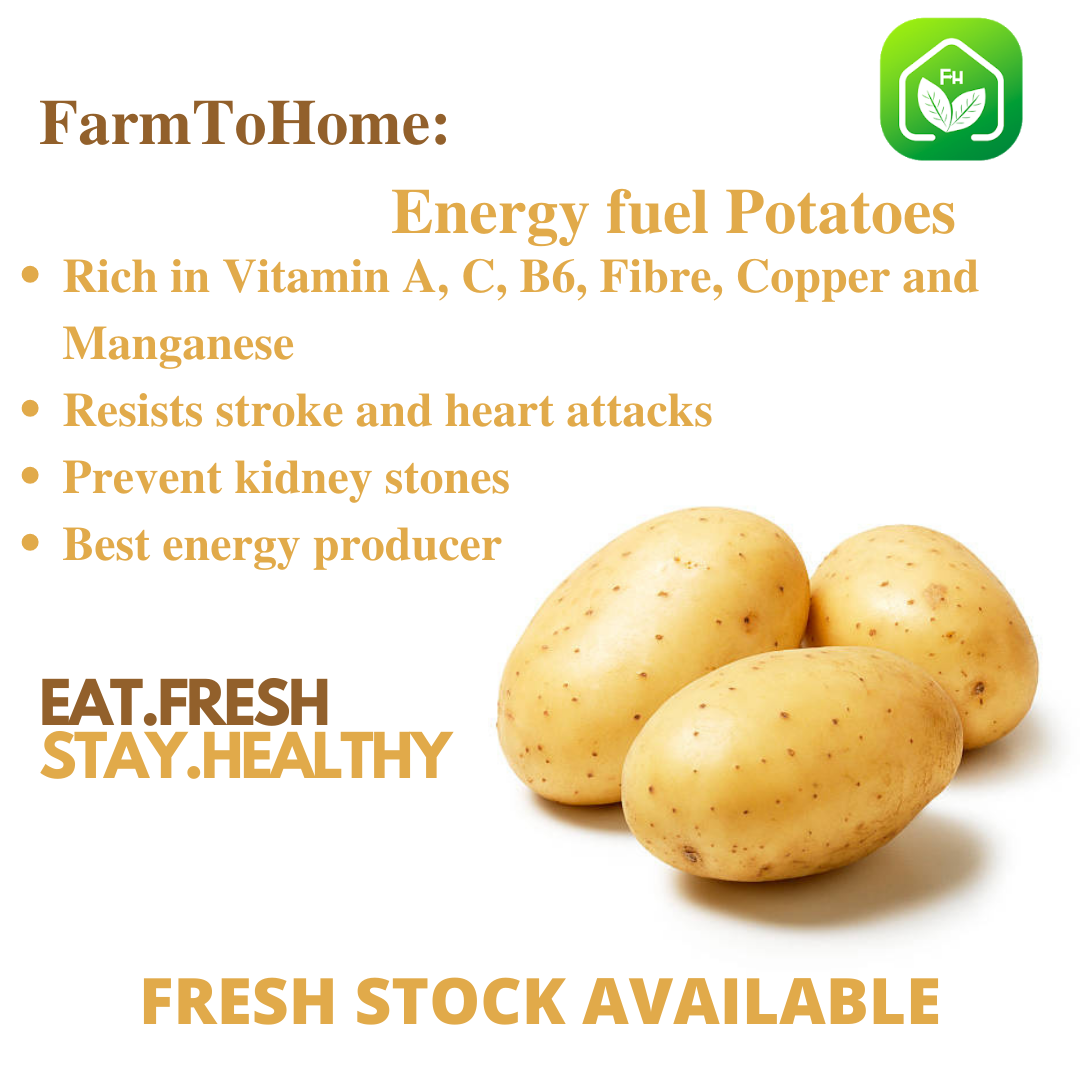 FH
FarmToHome:
Energy fuel Potatoes
• Rich in Vitamin A, C, B6, Fibre, Copper and
Manganese
• Resists stroke and heart attacks
• Prevent kidney stones
• Best energy producer
EAT.FRESH
STAY.HEALTHY
FRESH STOCK AVAILABLE